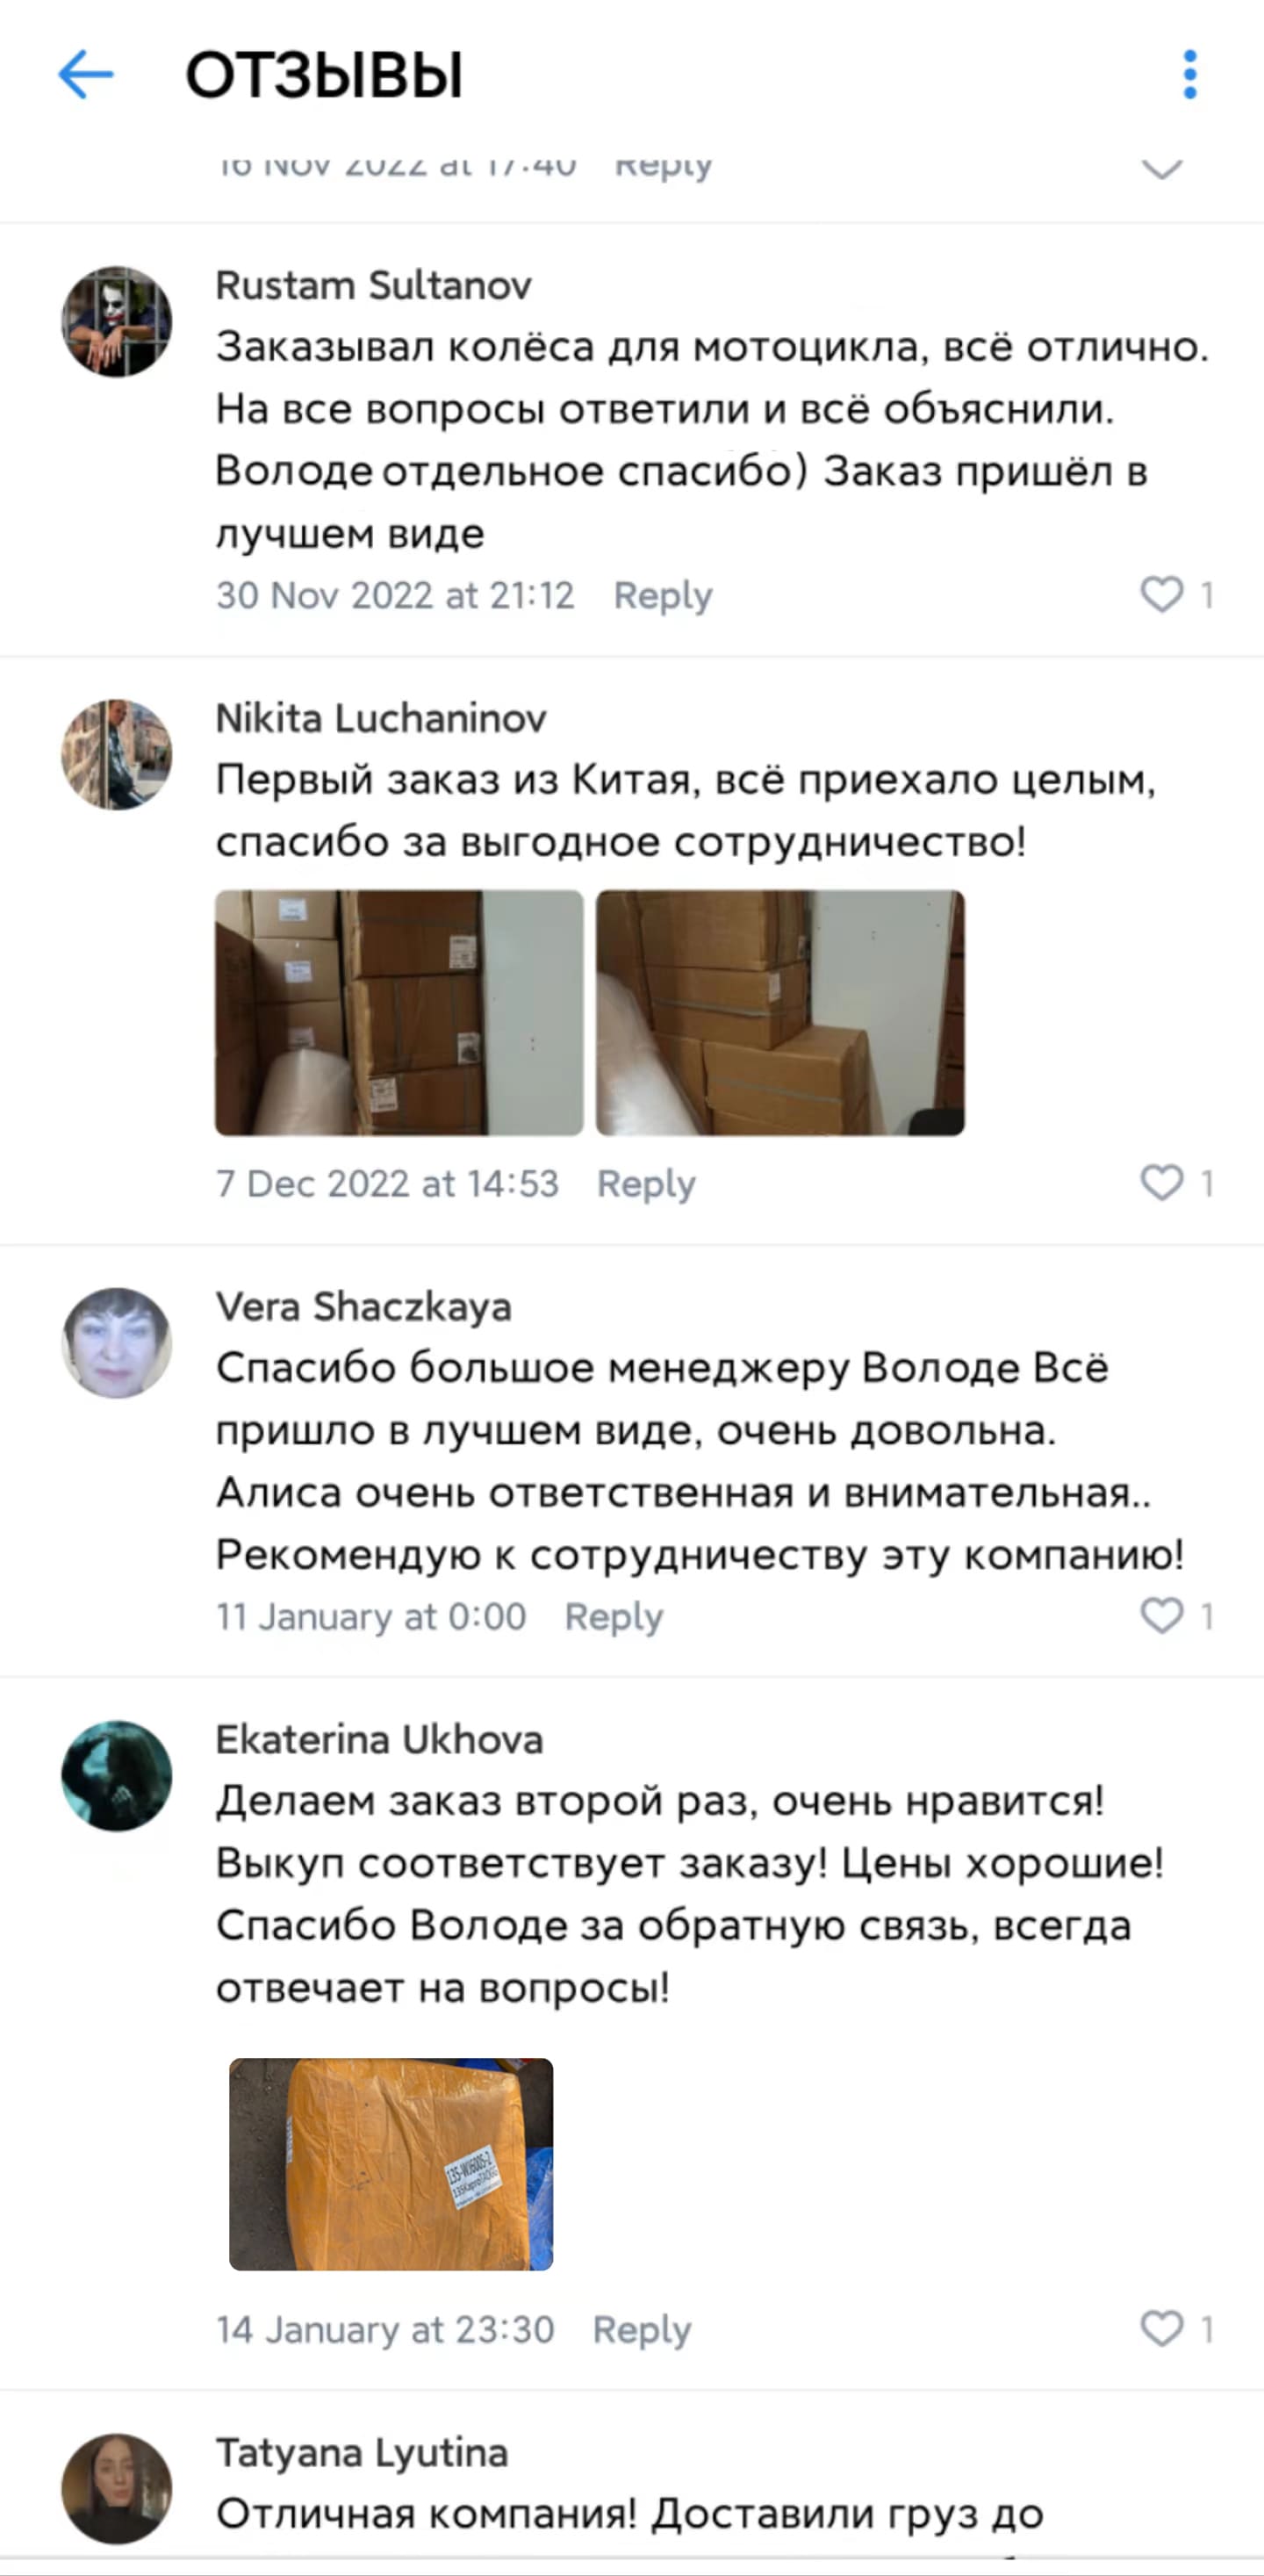 ОТЗЫВЫ
16 Nov 2022 at 17:40 Reply
Rustam Sultanov
Заказывал колёса для мотоцикла, всё отлично.
На все вопросы ответили и всё объяснили.
Володе отдельное спасибо) Заказ пришёл в
лучшем виде
30 Nov 2022 at 21:12 Reply 1
Nikita Luchaninov
Первый заказ из Китая, всё приехало целым,
спасибо за выгодное сотрудничество!
7 Dec 2022 at 14:53 Reply 1
Vera Shaczkaya
Спасибо большое менеджеру Володе Всё
пришло в лучшем виде, очень довольна.
Алиса очень ответственная и внимательная..
Рекомендую к сотрудничеству эту компанию!
11 January at 0:00 Reply 1
Ekaterina Ukhova
Делаем заказ второй раз, очень нравится!
Выкуп соответствует заказу! Цены хорошие!
Спасибо Володе за обратную связь, всегда
отвечает на вопросы!
14 January at 23:30 Reply 1
Tatyana Lyutina
Отличная компания! Доставили груз до